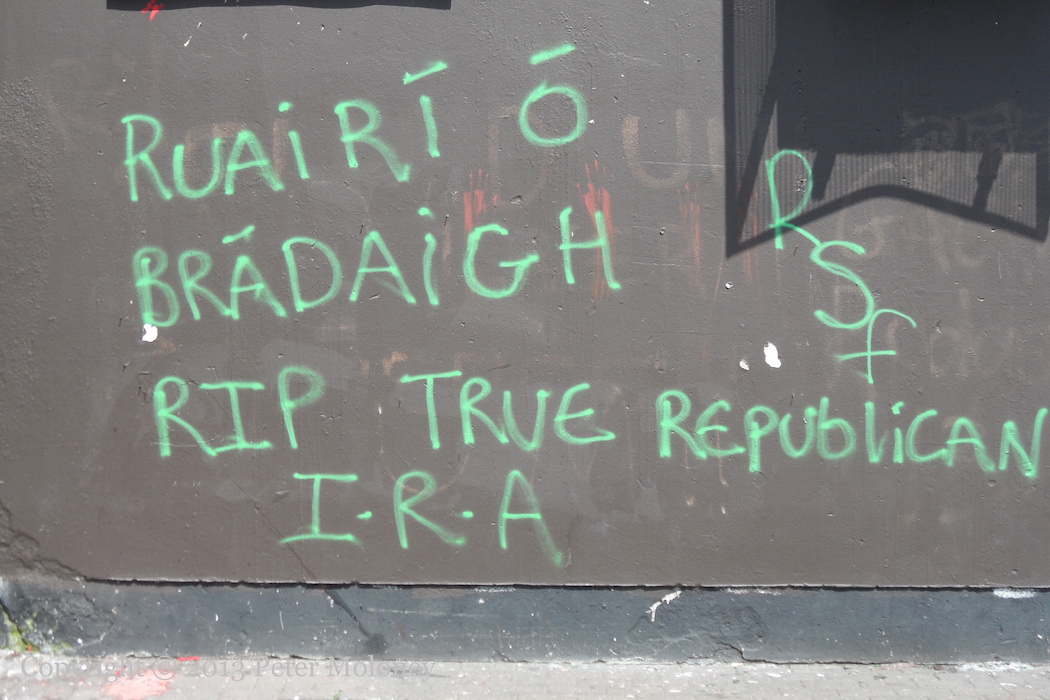 RUAiRÍ Ó
BRÁDAiGH
RSf
RIP TRUE REPUBLiCAN
I.R.A
Copyright © 2013 Peter Moloney